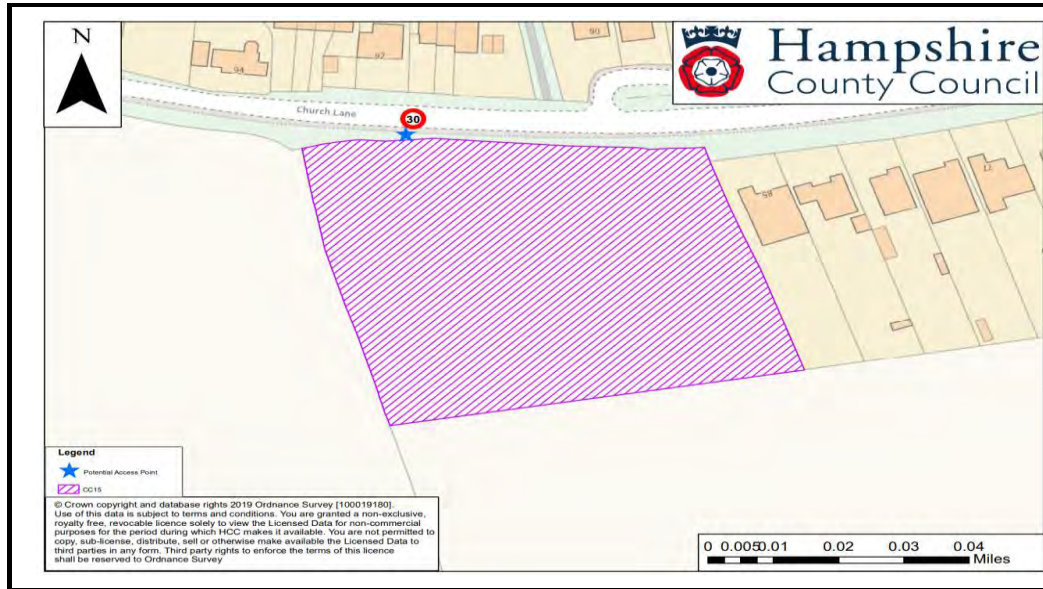 N
Hampshire
County Council
94
92
90
Church Lane
30
58
12
Legend
Potential Access Point
CC15
© Crown copyright and database rights 2019 Ordnance Survey [100019180].
Use of this data is subject to terms and conditions. You are granted a non-exclusive,
royalty free, revocable licence solely to view the Licensed Data for non-commercial
purposes for the period during which HCC makes it available. You are not permitted to
copy, sub-license, distribute, sell or otherwise make available the Licensed Data to
third parties in any form. Third party rights to enforce the terms of this licence
shall be reserved to Ordnance Survey
0 0.005 0.01 0.02 0.03 0.04
Miles